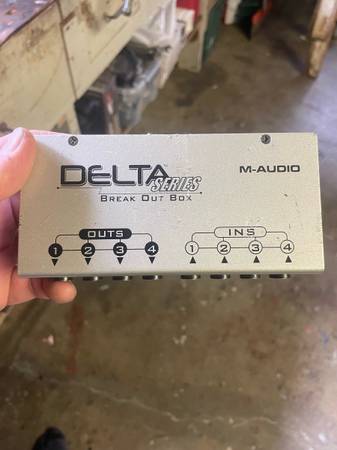 DELTA
SERIES
M-AUDIO
BREAK OUT BOX
OUTS
INS
1 2 3 4
1 2 3 4